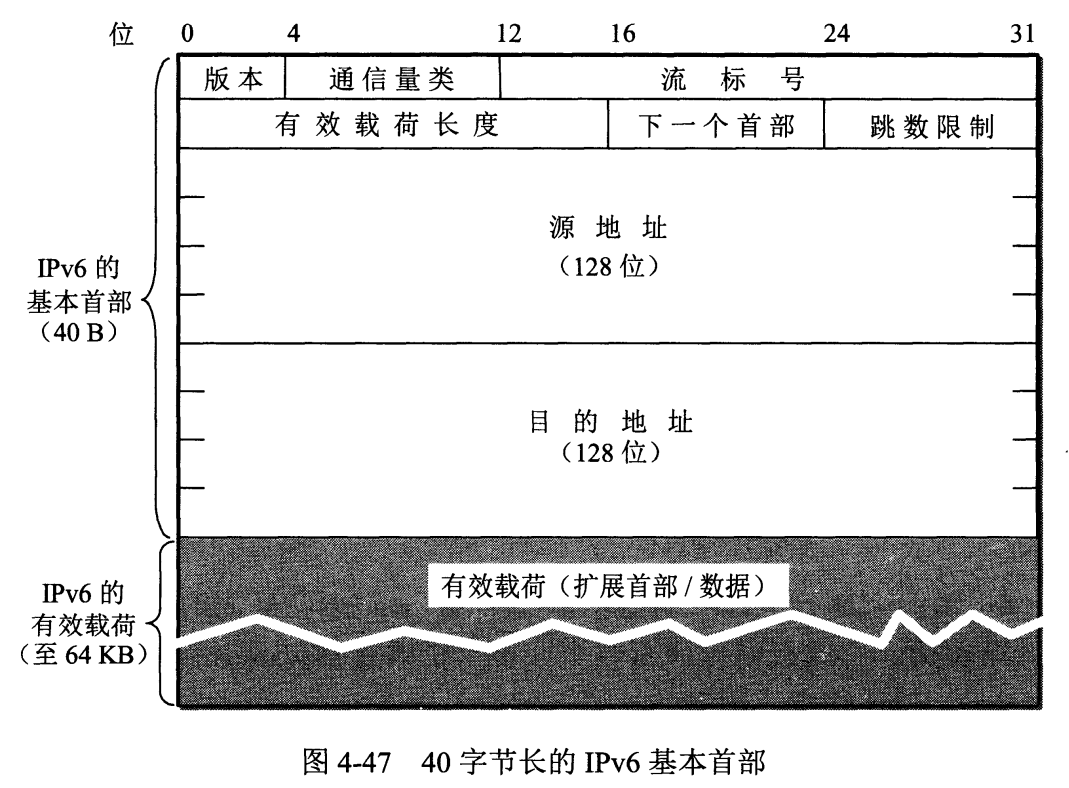 位 0 4 12 16 24 31
版本 通信量类 流标号
有效载荷长度 下一个首部 跳数限制
源地址
（128 位）
IPv6 的
基本首部
（40 B）
目的地址
（128 位）
有效载荷（扩展首部 / 数据）
IPv6 的
有效载荷
（至 64 KB）
图 4-47 40 字节长的 IPv6 基本首部